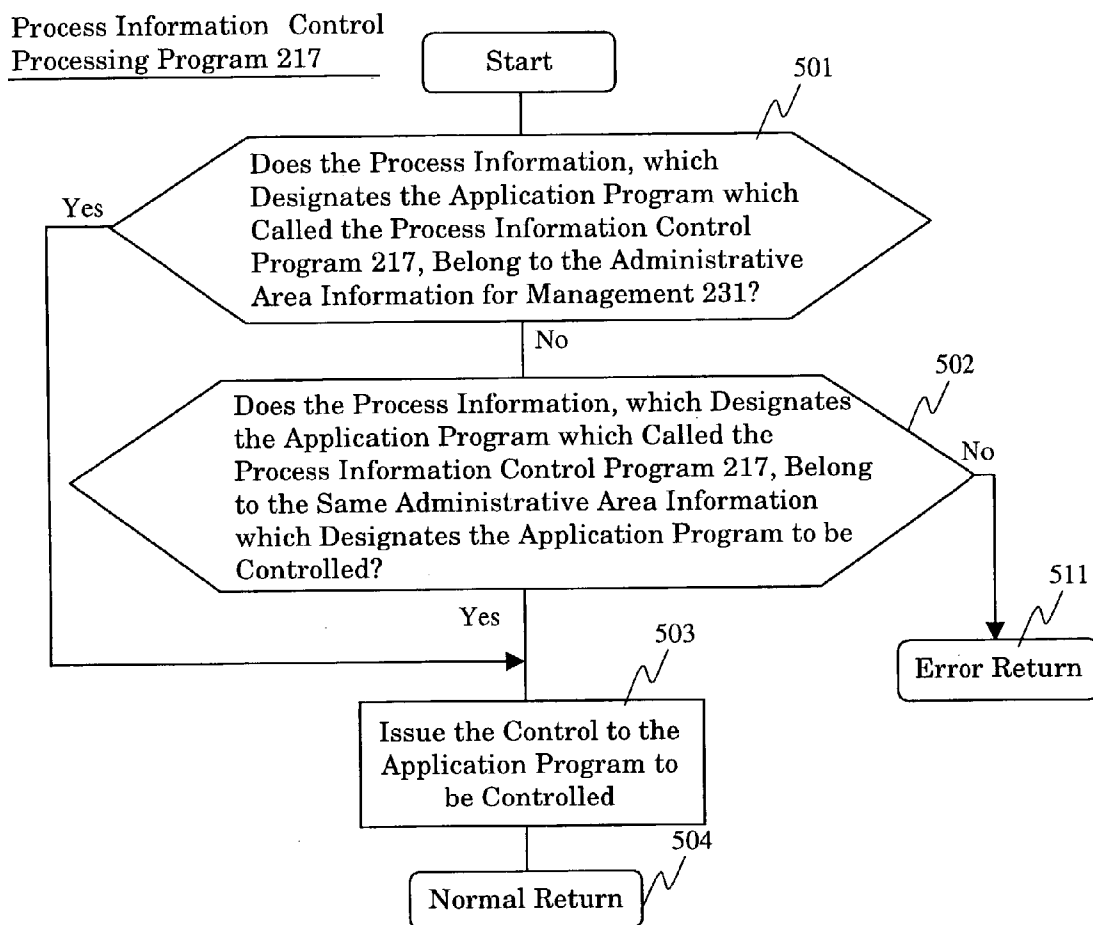 Process Information Control
Processing Program 217
Start
501
Does the Process Information, which
Designates the Application Program which
Called the Process Information Control
Program 217, Belong to the Administrative
Area Information for Management 231?
Yes
No
502
Does the Process Information, which Designates
the Application Program which Called the
Process Information Control Program 217, Belong
to the Same Administrative Area Information
which Designates the Application Program to be
Controlled?
No
Yes
511
Error Return
503
Issue the Control to the
Application Program to
be Controlled
504
Normal Return